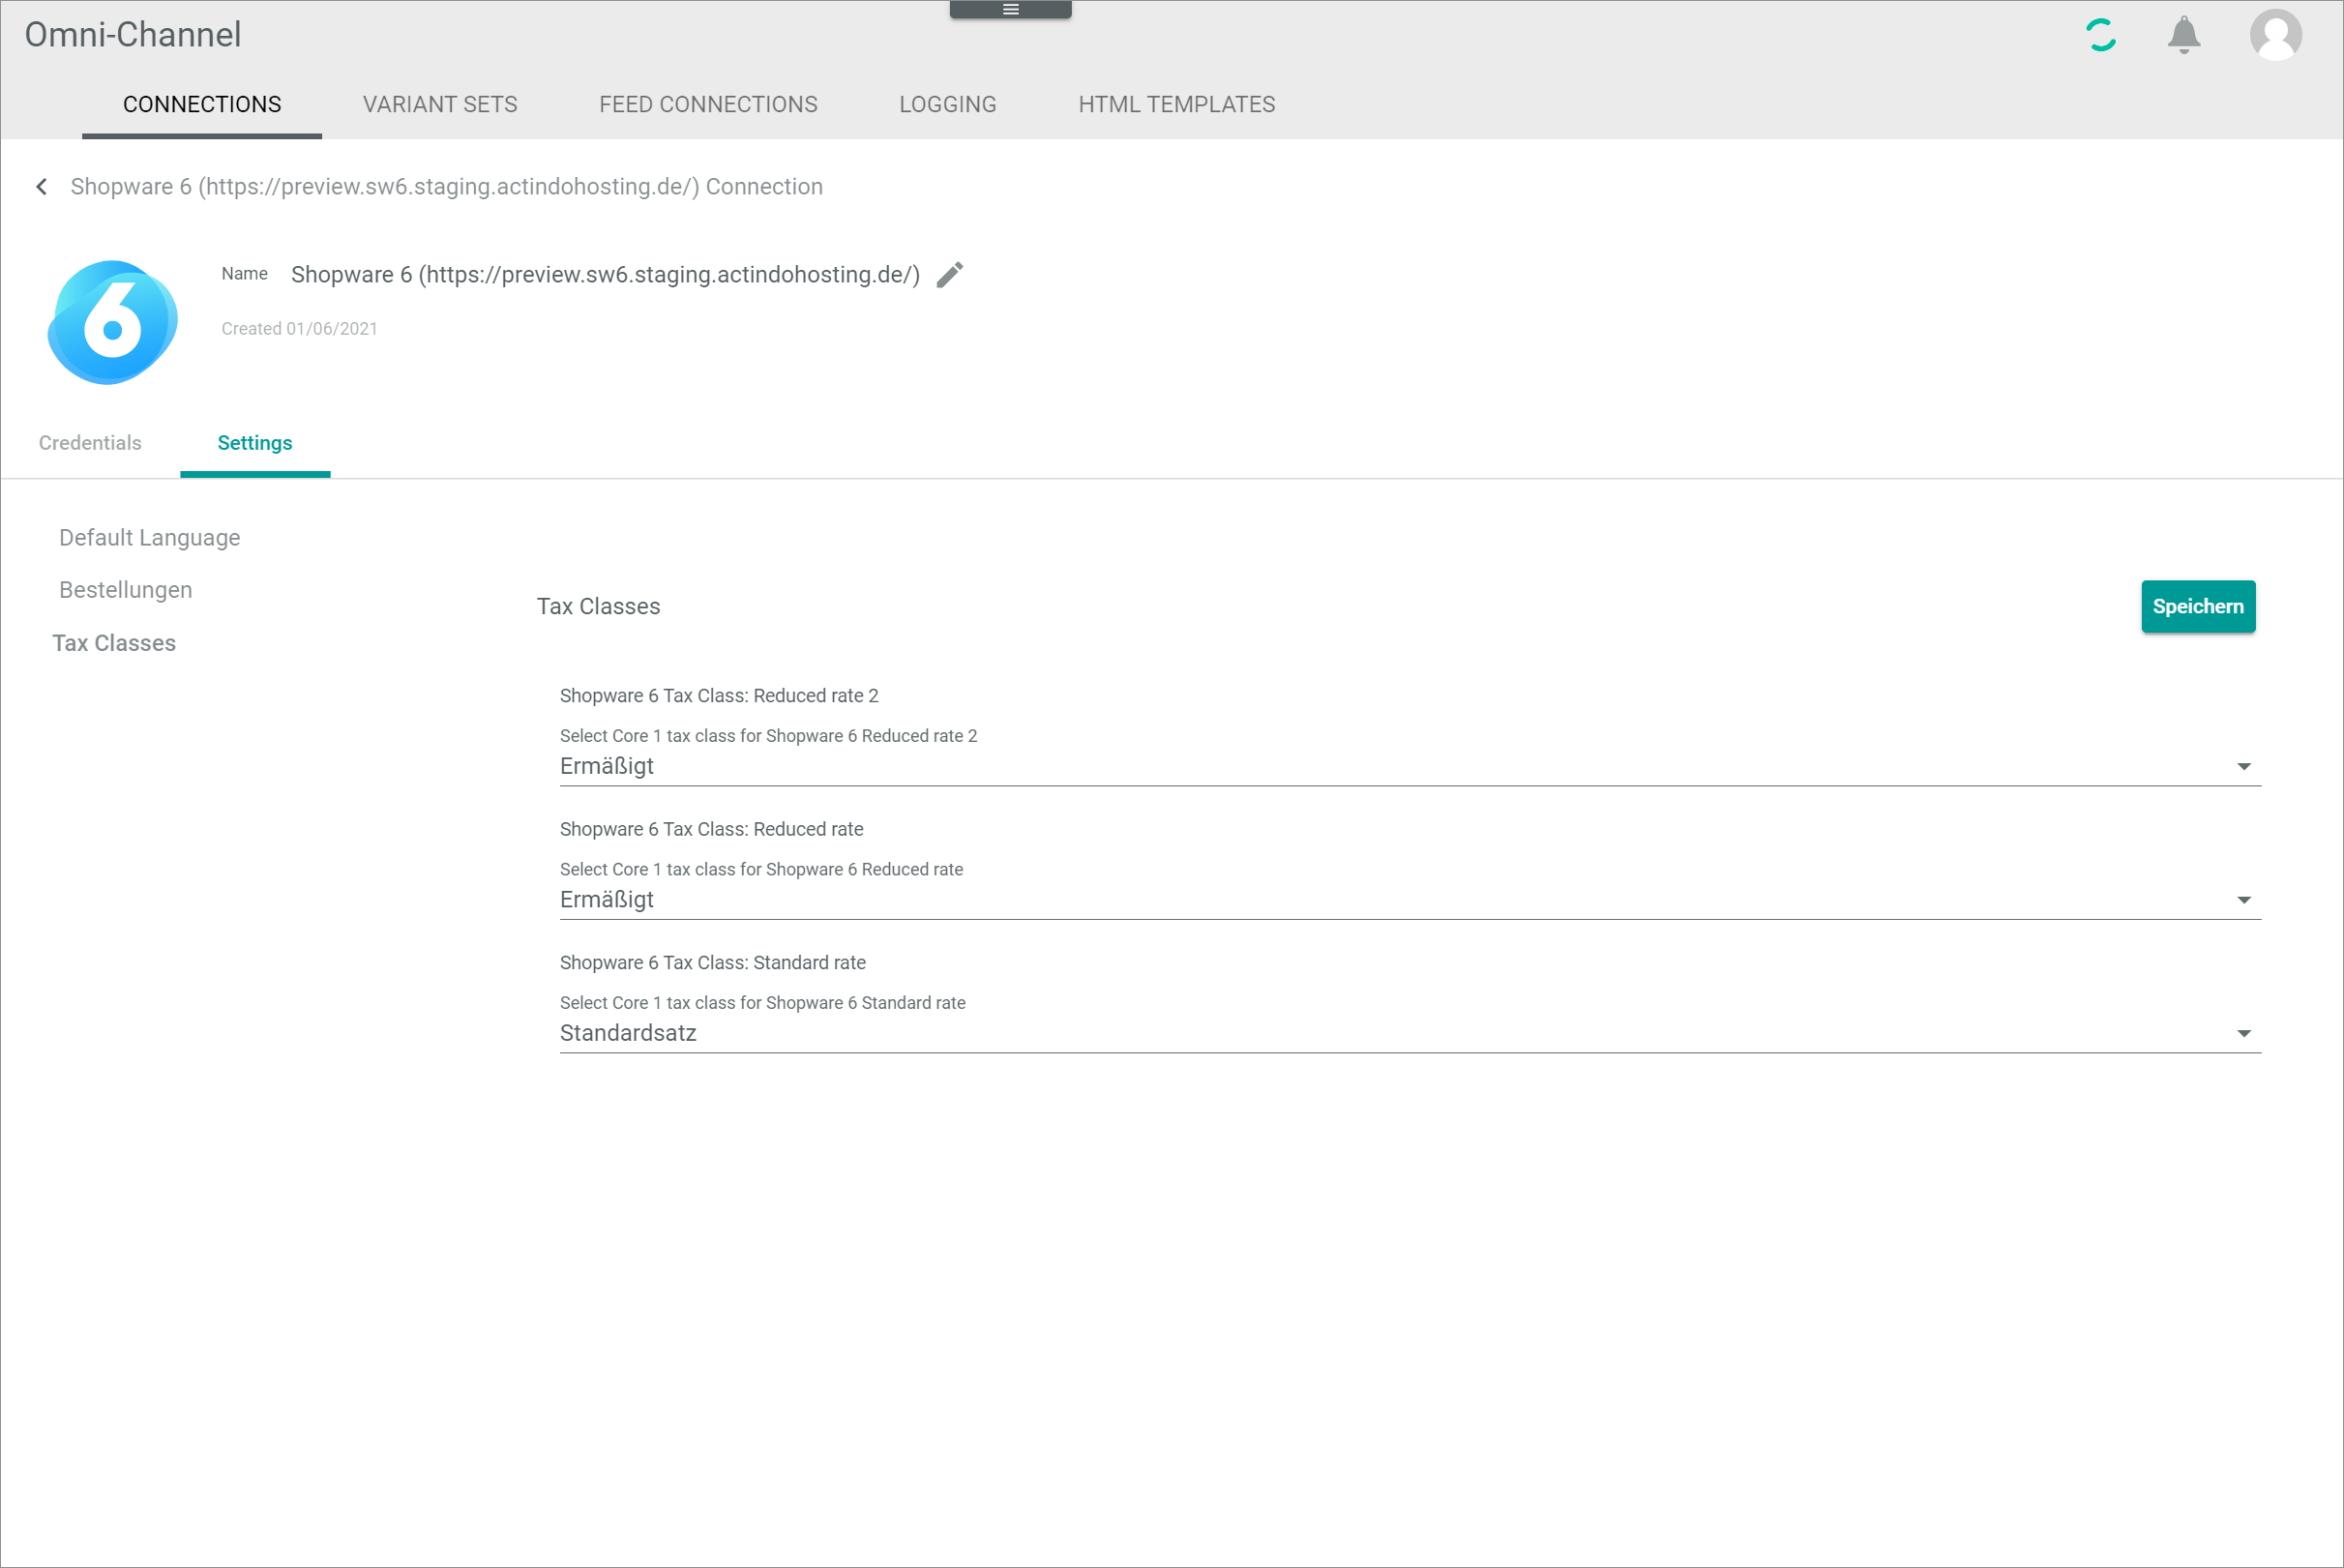 Omni-Channel
CONNECTIONS VARIANT SETS FEED CONNECTIONS LOGGING HTML TEMPLATES
Shopware 6 (https://preview.sw6.staging.actindohosting.de/) Connection
6
Name Shopware 6 (https://preview.sw6.staging.actindohosting.de/)
Created 01/06/2021
Credentials Settings
Default Language
Bestellungen
Tax Classes
Tax Classes
Speichern
Shopware 6 Tax Class: Reduced rate 2
Select Core 1 tax class for Shopware 6 Reduced rate 2
Ermäßigt
Shopware 6 Tax Class: Reduced rate
Select Core 1 tax class for Shopware 6 Reduced rate
Ermäßigt
Shopware 6 Tax Class: Standard rate
Select Core 1 tax class for Shopware 6 Standard rate
Standardsatz